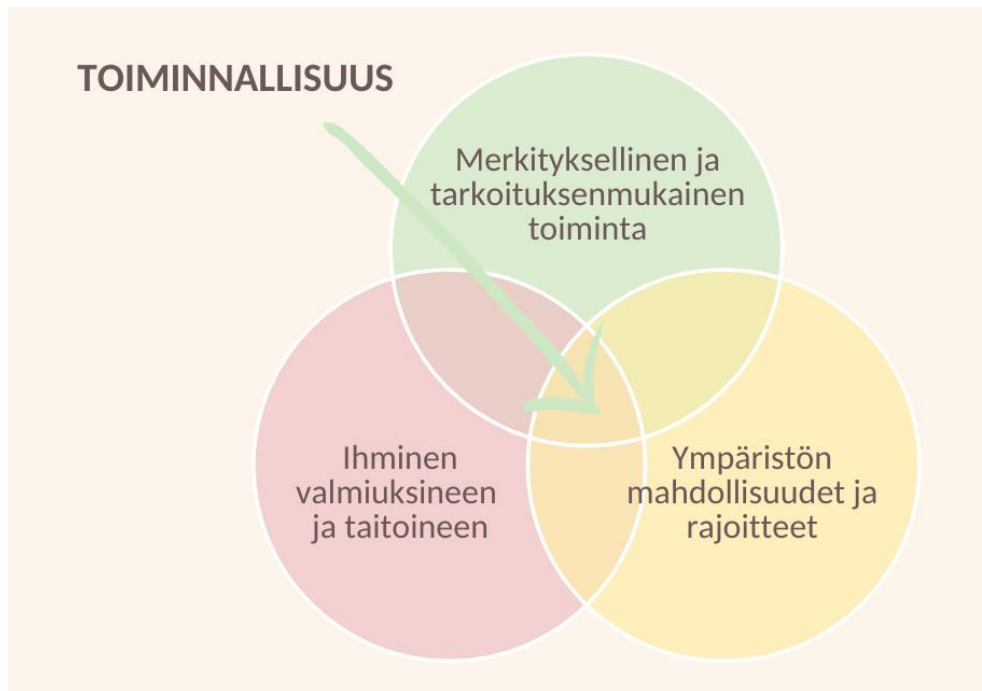 TOIMINNALLISUUS
Merkityksellinen ja
tarkoituksenmukainen
toiminta
Ihminen
valmiuksineen
ja taitoineen
Ympäristön
mahdollisuudet ja
rajoitteet